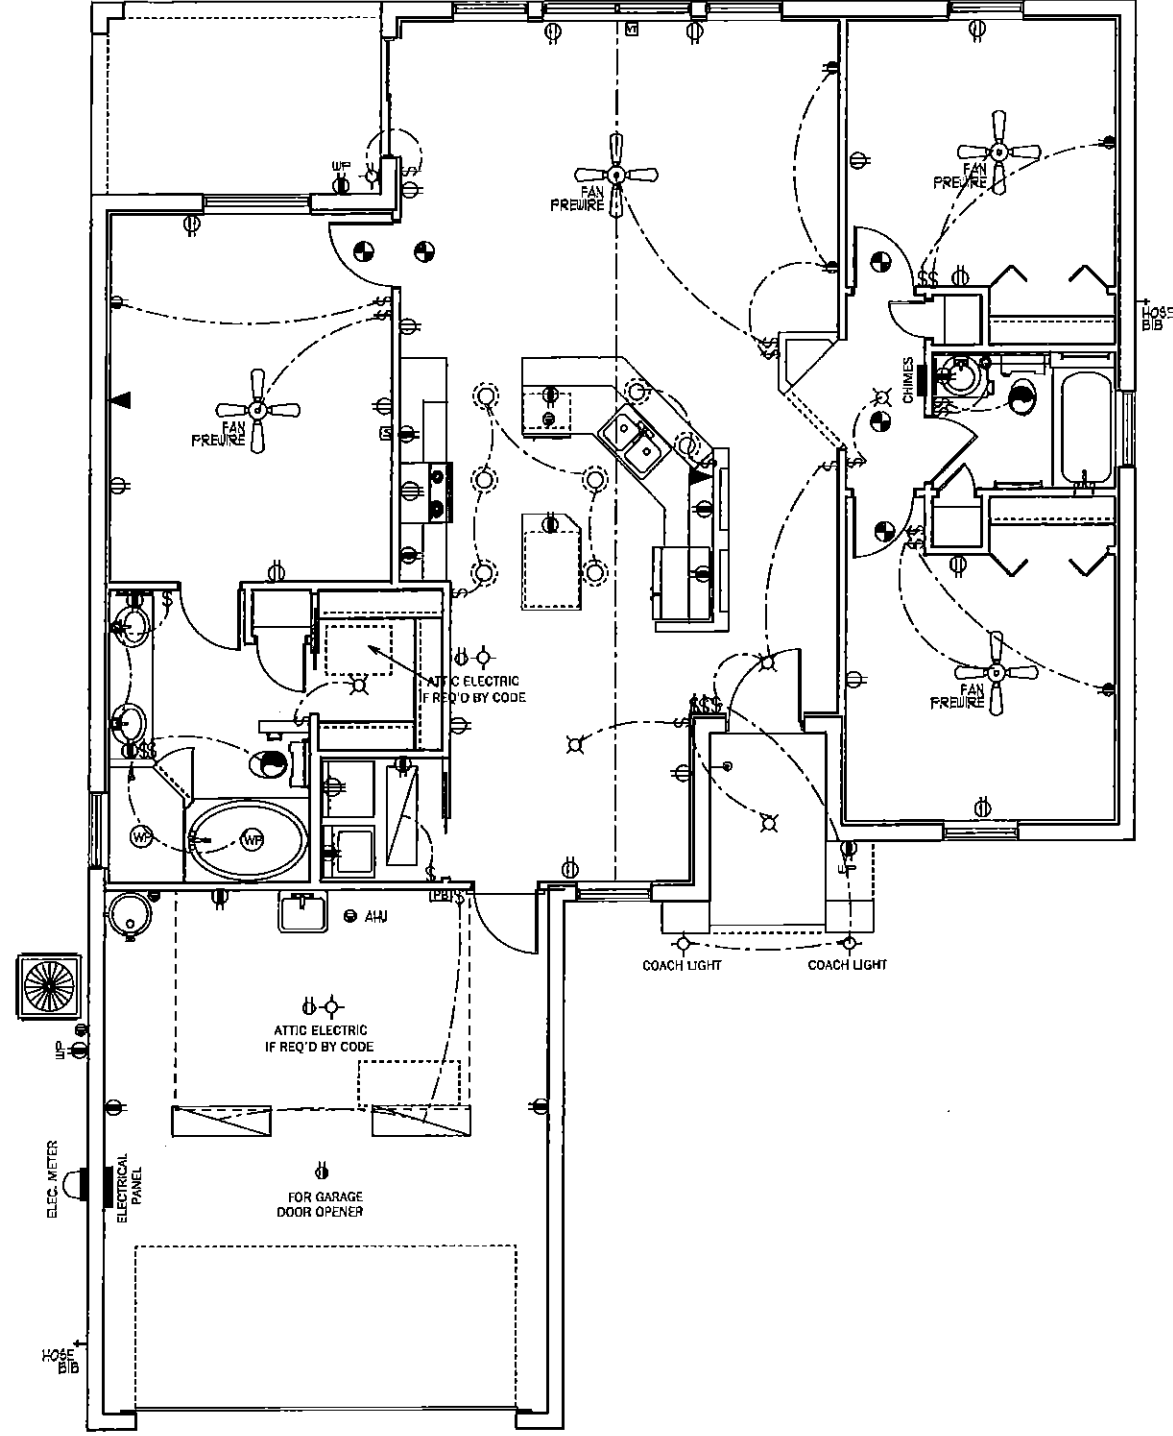 VT
WP
FAN
PREWIRE
FAN
PREWIRE
HOSE
BIB
CHIMES
FAN
PREWIRE
ATTIC ELECTRIC
IF REQ'D BY CODE
FAN
PREWIRE
WP
WP
PB
AHU
COACH LIGHT
COACH LIGHT
ATTIC ELECTRIC
IF REQ'D BY CODE
WP
ELEC. METER
ELECTRICAL
PANEL
FOR GARAGE
DOOR OPENER
HOSE
BIB